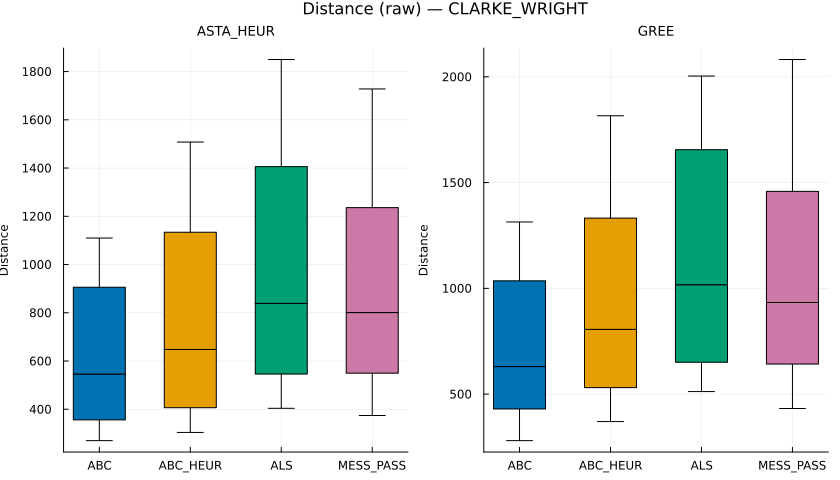 Distance (raw) — CLARKE_WRIGHT
ASTA_HEUR
1800
1600
1400
1200
1000
800
600
400
Distance
ABC
ABC_HEUR
ALS
MESS_PASS
GREE
2000
1500
1000
500
Distance
ABC
ABC_HEUR
ALS
MESS_PASS